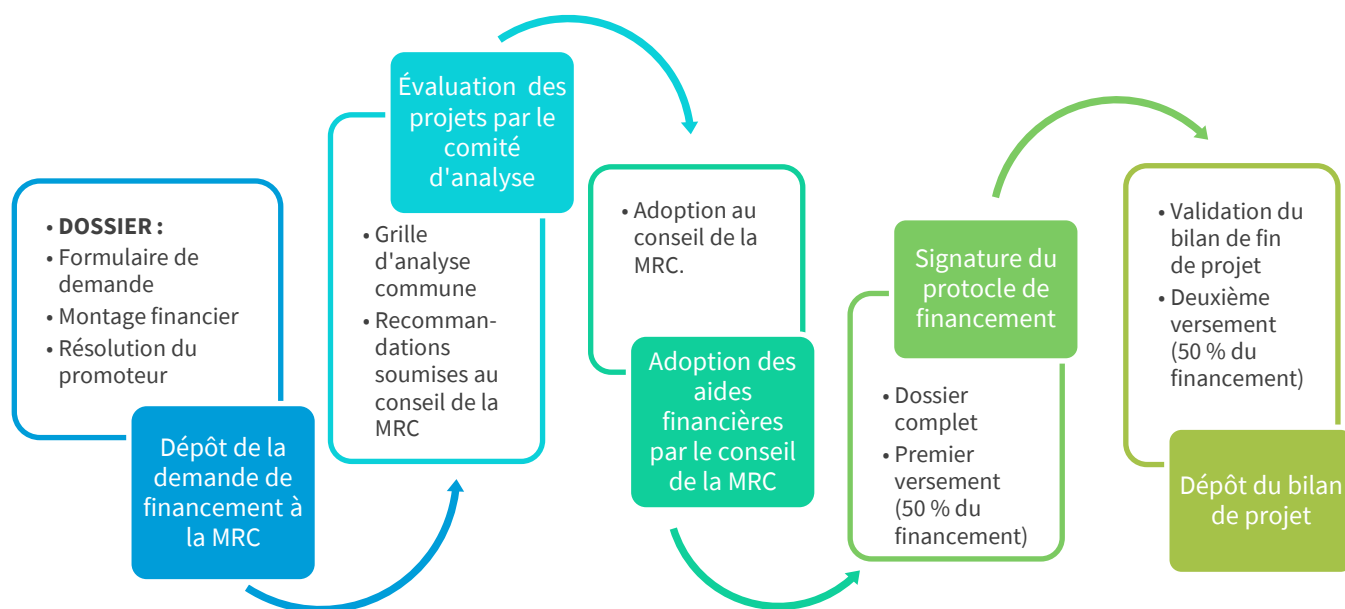 • DOSSIER :
• Formulaire de
demande
• Montage financier
• Résolution du
promoteur
Dépôt de la
demande de
financement à
la MRC
Évaluation des
projets par le
comité
d'analyse
• Grille
d'analyse
commune
• Recomman-
dations
soumises au
conseil de la
MRC
• Adoption au
conseil de la
MRC.
Adoption des
aides
financières
par le conseil
de la MRC
Signature du
protocle de
financement
• Dossier
complet
• Premier
versement
(50 % du
financement)
• Validation du
bilan de fin
de projet
• Deuxième
versement
(50 % du
financement)
Dépôt du bilan
de projet